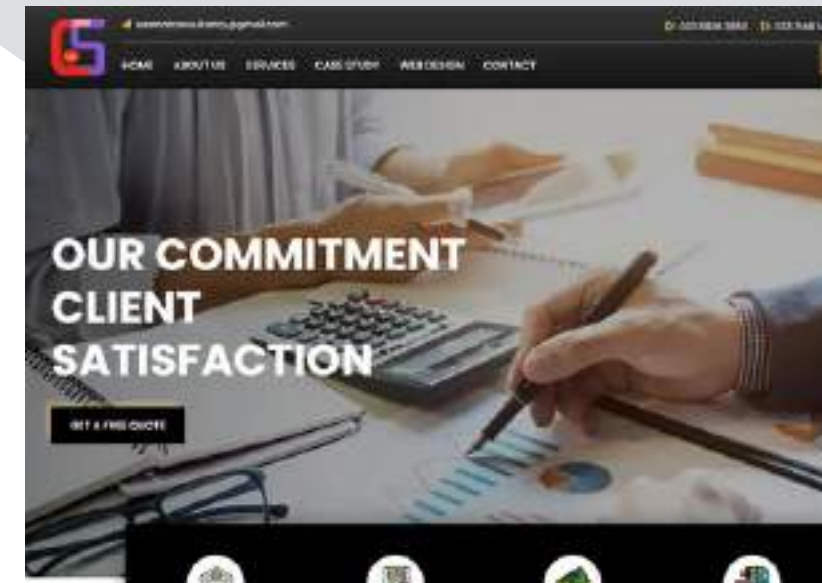 HOME ABOUT US SERVICES CASE STUDY WEB DESIGN CONTACT
OUR COMMITMENT
CLIENT
SATISFACTION
GET A FREE QUOTE